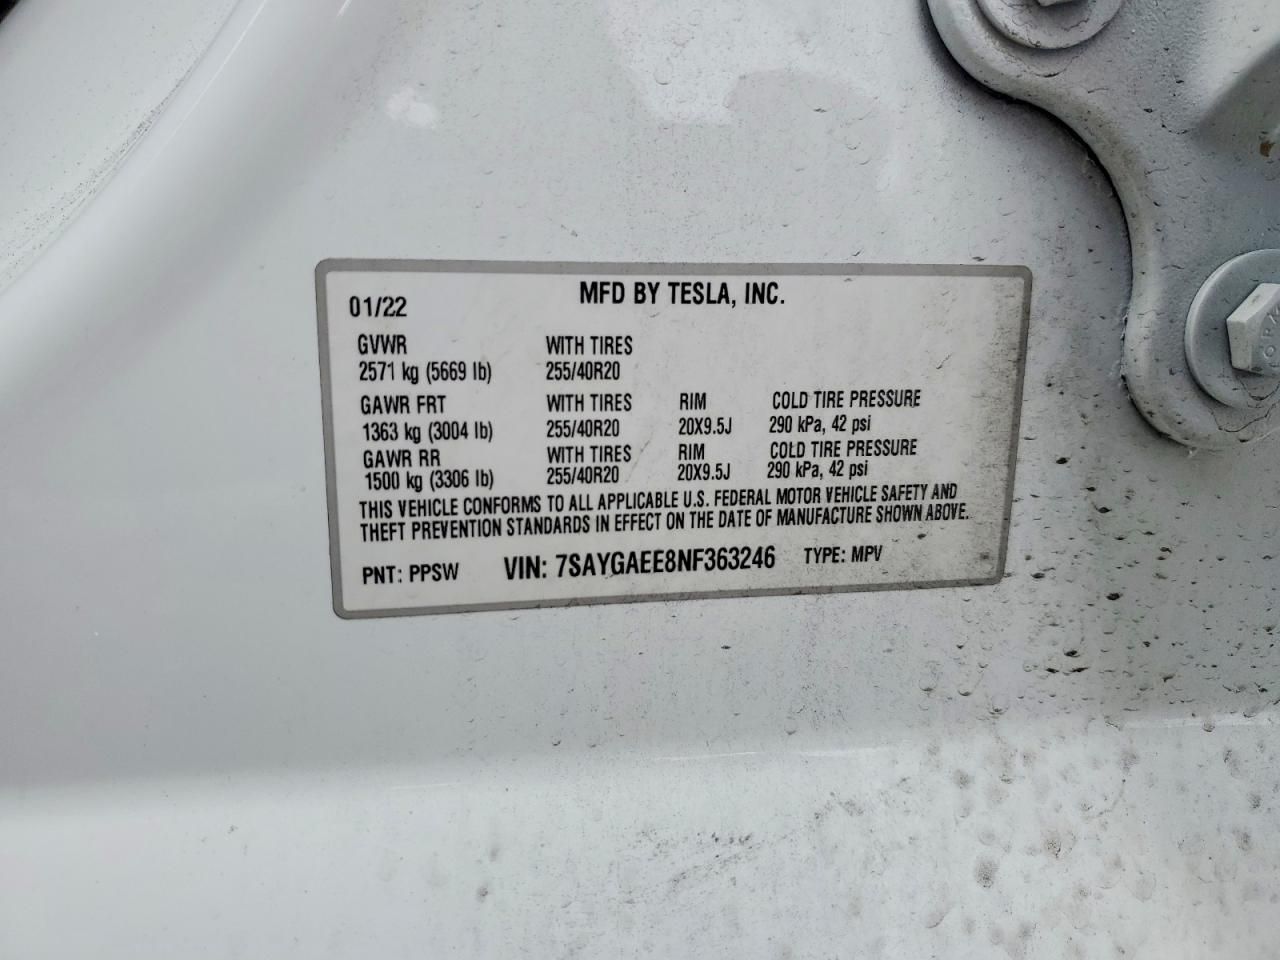 MFD BY TESLA, INC.
01/22
GVWR WITH TIRES
2571 kg (5669 lb) 255/40R20
GAWR FRT WITH TIRES RIM COLD TIRE PRESSURE
1363 kg (3004 lb) 255/40R20 20X9.5J 290 kPa, 42 psi
GAWR RR WITH TIRES RIM COLD TIRE PRESSURE
1500 kg (3306 lb) 255/40R20 20X9.5J 290 kPa, 42 psi
THIS VEHICLE CONFORMS TO ALL APPLICABLE U.S. FEDERAL MOTOR VEHICLE SAFETY AND
THEFT PREVENTION STANDARDS IN EFFECT ON THE DATE OF MANUFACTURE SHOWN ABOVE.
PNT: PPSW VIN: 7SAYGAEE8NF363246 TYPE: MPV